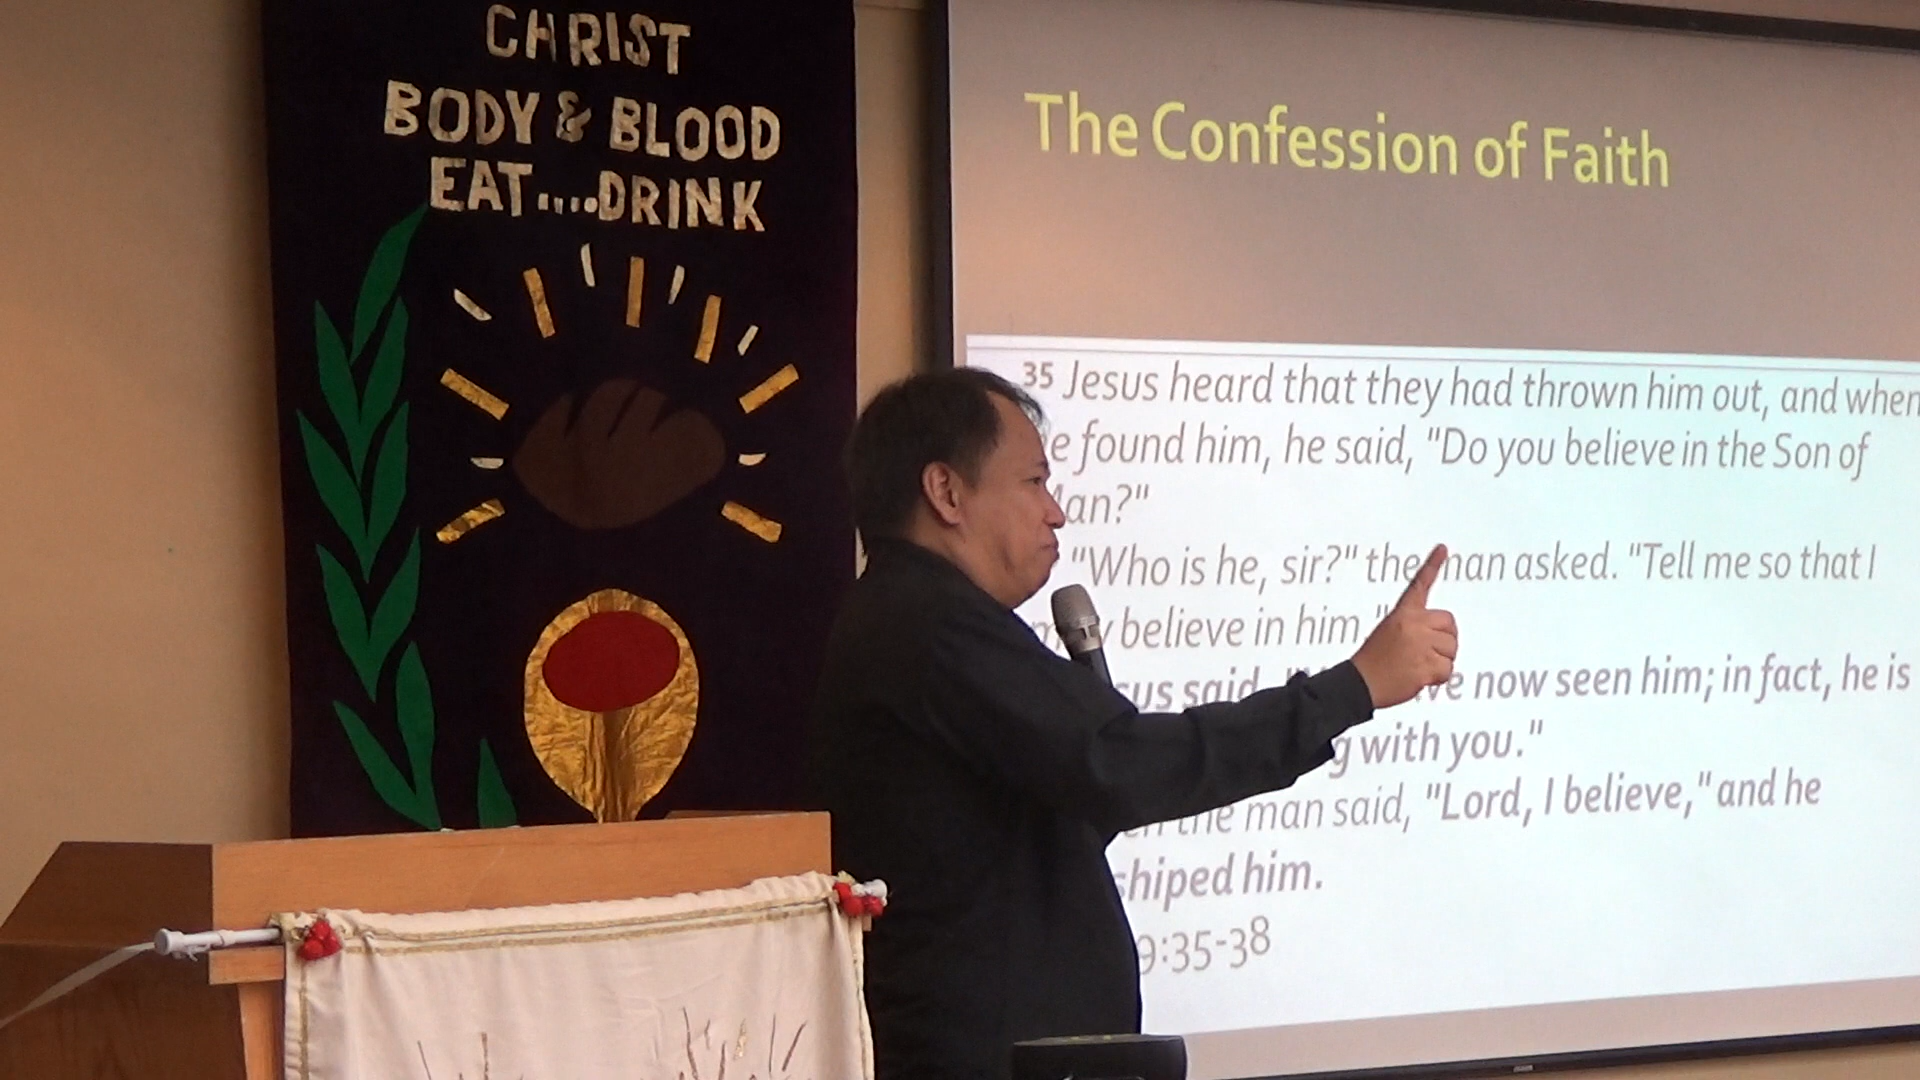 CHRIST
BODY & BLOOD
EAT....DRINK
The Confession of Faith
35 Jesus heard that they had thrown him out, and when
e found him, he said, "Do you believe in the Son of
an?"
"Who is he, sir?" the man asked. "Tell me so that I
believe in him."
said, now seen him; in fact, he is
with you."
the man said, "Lord, I believe," and he
shiped him.
9:35-38